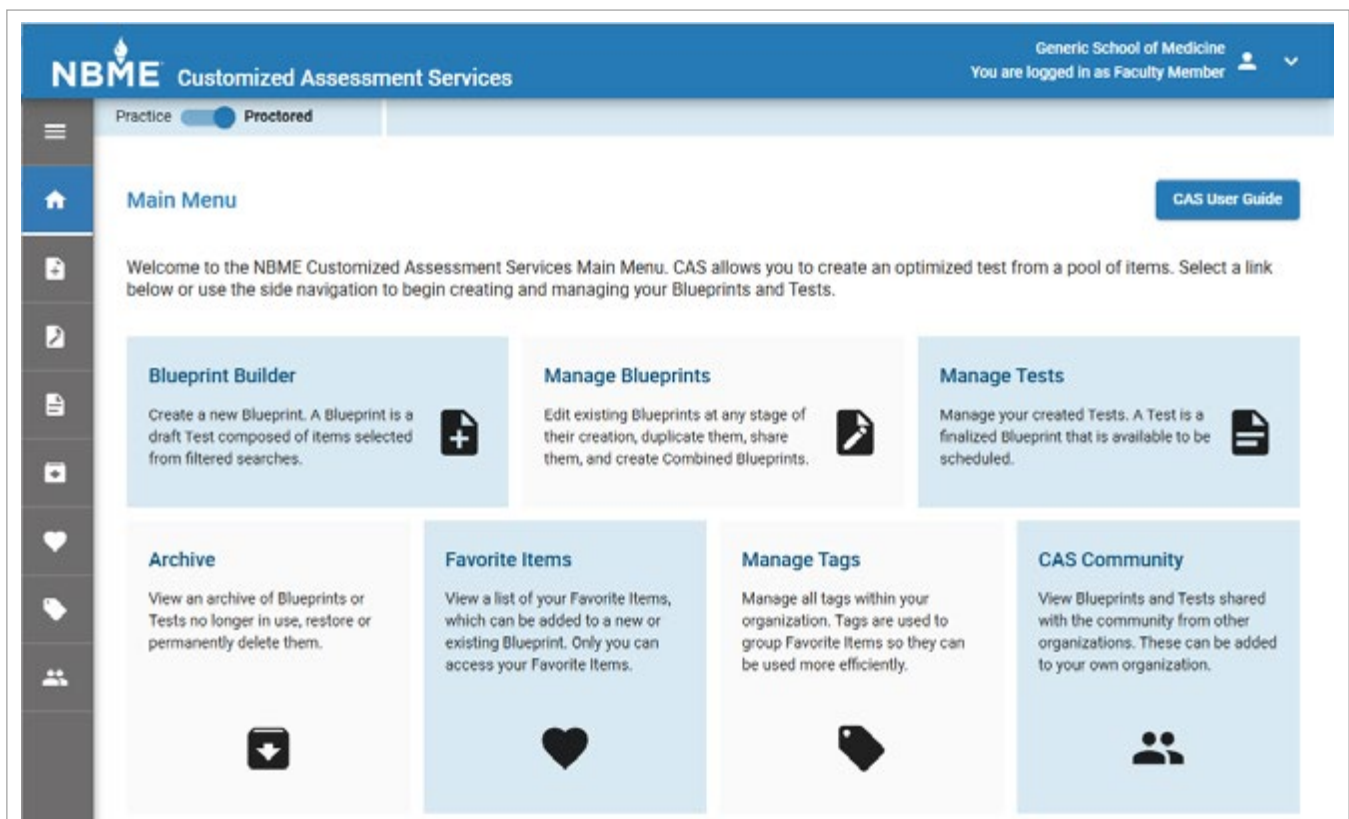 Generic School of Medicine
You are logged in as Faculty Member
NBME Customized Assessment Services
Practice Proctored
Main Menu
CAS User Guide
Welcome to the NBME Customized Assessment Services Main Menu. CAS allows you to create an optimized test from a pool of items. Select a link
below or use the side navigation to begin creating and managing your Blueprints and Tests.
Blueprint Builder
Create a new Blueprint. A Blueprint is a
draft Test composed of items selected
from filtered searches.
Manage Blueprints
Edit existing Blueprints at any stage of
their creation, duplicate them, share
them, and create Combined Blueprints.
Manage Tests
Manage your created Tests. A Test is a
finalized Blueprint that is available to be
scheduled.
Archive
View an archive of Blueprints or
Tests no longer in use, restore or
permanently delete them.
Favorite Items
View a list of your Favorite Items,
which can be added to a new or
existing Blueprint. Only you can
access your Favorite Items.
Manage Tags
Manage all tags within your
organization. Tags are used to
group Favorite Items so they can
be used more efficiently.
CAS Community
View Blueprints and Tests shared
with the community from other
organizations. These can be added
to your own organization.